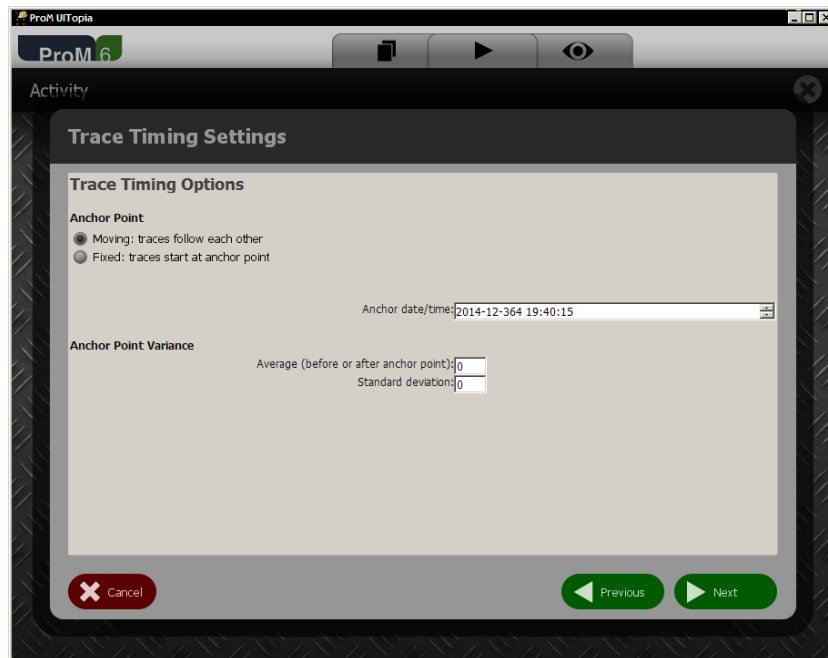 ProM UITopia
ProM 6
Activity
Trace Timing Settings
Trace Timing Options
Anchor Point
Moving: traces follow each other
Fixed: traces start at anchor point
Anchor date/time: 2014-12-364 19:40:15
Anchor Point Variance
Average (before or after anchor point): 0
Standard deviation: 0
Cancel
Previous
Next